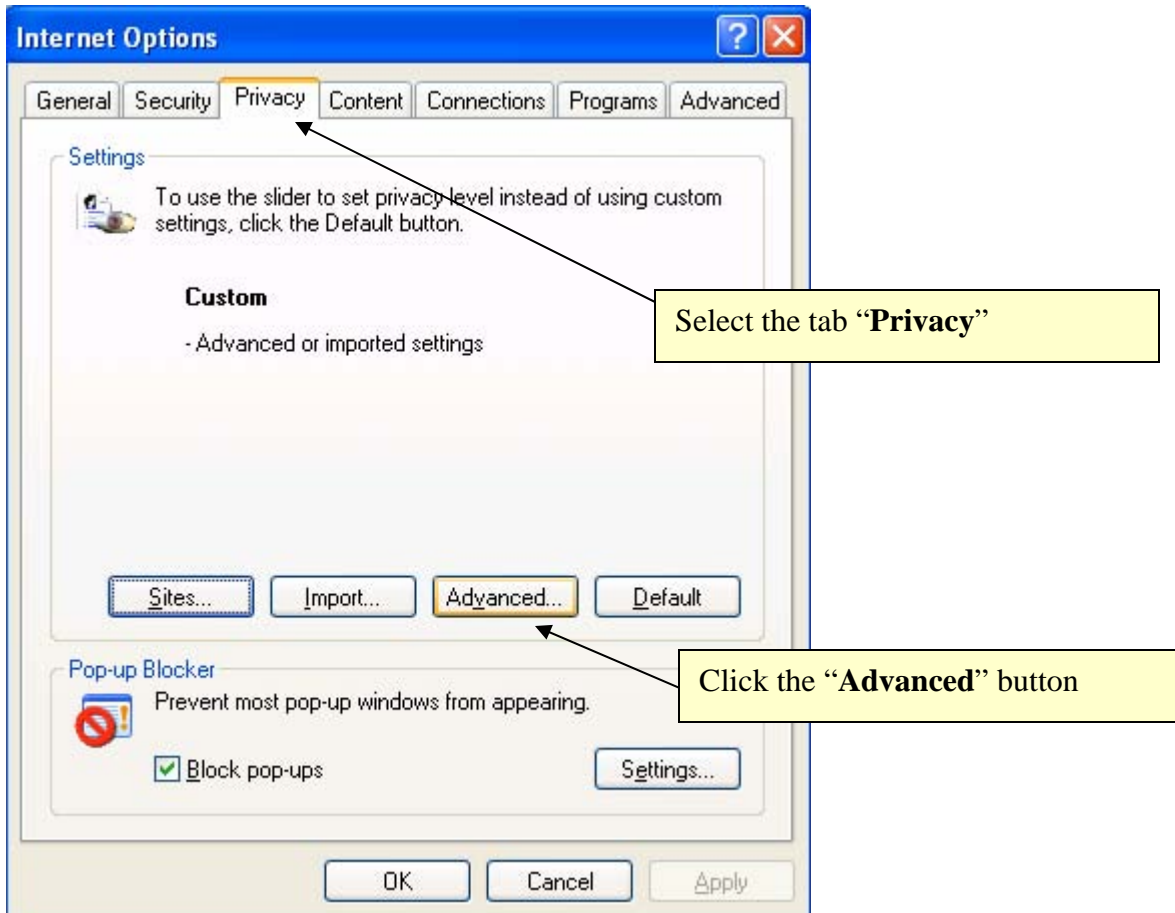 Internet Options
General Security Privacy Content Connections Programs Advanced
Settings
To use the slider to set privacy level instead of using custom
settings, click the Default button.
Custom
- Advanced or imported settings
Select the tab “Privacy”
Sites... Import... Advanced... Default
Click the “Advanced” button
Pop-up Blocker
Prevent most pop-up windows from appearing.
Block pop-ups
Settings...
OK Cancel Apply